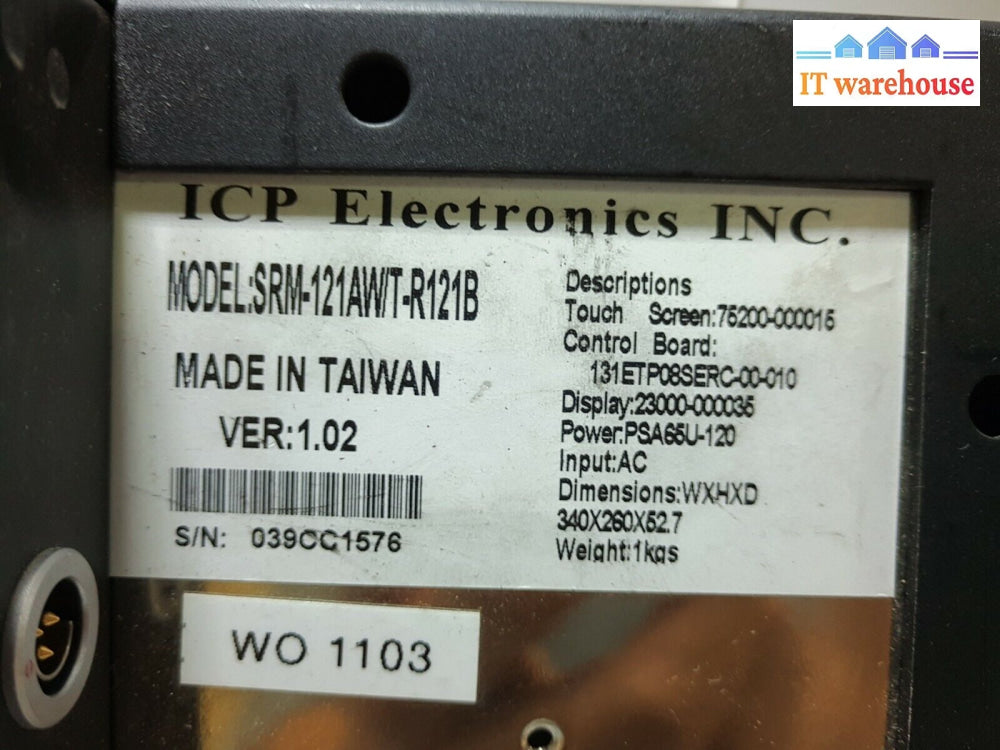 IT warehouse
ICP Electronics INC.
MODEL:SRM-121AW/T-R121B
MADE IN TAIWAN
VER:1.02
S/N: 039CC1576
Descriptions
Touch Screen:75200-000015
Control Board:
131ETP08SERC-00-010
Display:23000-000035
Power:PSA65U-120
Input:AC
Dimensions:WXHXD
340X260X52.7
Weight:1kgs
WO 1103